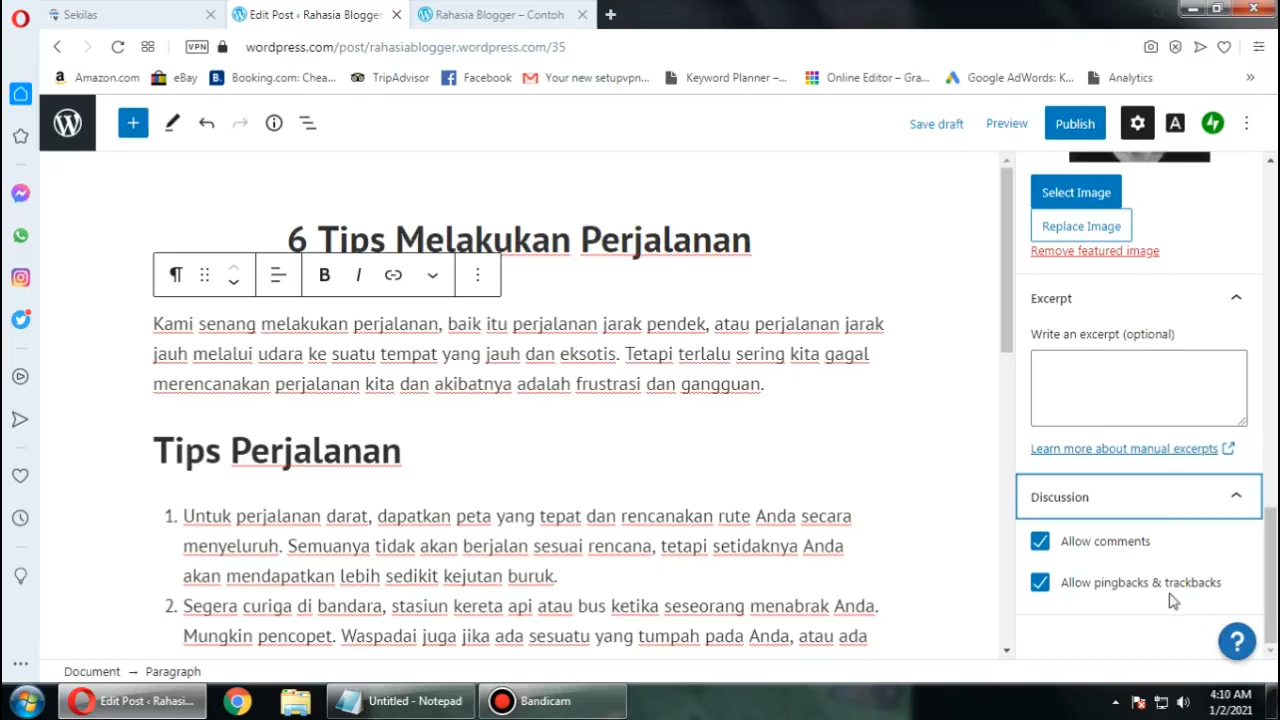 Sekilas
Edit Post ‹ Rahasia Blogger
Rahasia Blogger – Contoh
VPN
wordpress.com/post/rahasiablogger.wordpress.com/35
Amazon.com
eBay
Booking.com: Chea...
TripAdvisor
Facebook
Your new setupvpn...
Keyword Planner –...
Online Editor – Gra...
Google AdWords: K...
Analytics
Save draft
Preview
Publish
A
6 Tips Melakukan Perjalanan
B
I
Kami senang melakukan perjalanan, baik itu perjalanan jarak pendek, atau perjalanan jarak
jauh melalui udara ke suatu tempat yang jauh dan eksotis. Tetapi terlalu sering kita gagal
merencanakan perjalanan kita dan akibatnya adalah frustrasi dan gangguan.
Tips Perjalanan
1. Untuk perjalanan darat, dapatkan peta yang tepat dan rencanakan rute Anda secara
menyeluruh. Semuanya tidak akan berjalan sesuai rencana, tetapi setidaknya Anda
akan mendapatkan lebih sedikit kejutan buruk.
2. Segera curiga di bandara, stasiun kereta api atau bus ketika seseorang menabrak Anda.
Mungkin pencopet. Waspadai juga jika ada sesuatu yang tumpah pada Anda, atau ada
Select Image
Replace Image
Remove featured image
Excerpt
Write an excerpt (optional)
Learn more about manual excerpts
Discussion
Allow comments
Allow pingbacks & trackbacks
?
Document → Paragraph
Edit Post ‹ Rahasi...
Untitled - Notepad
Bandicam
4:10 AM
1/2/2021